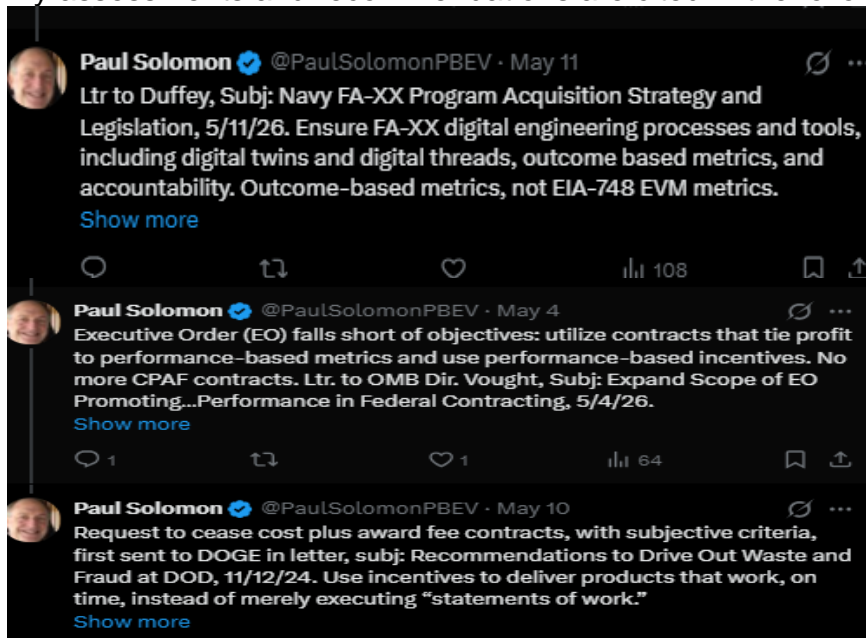 Paul Solomon @PaulSolomonPBEV · May 11
Ltr to Duffey, Subj: Navy FA-XX Program Acquisition Strategy and
Legislation, 5/11/26. Ensure FA-XX digital engineering processes and tools,
including digital twins and digital threads, outcome based metrics, and
accountability. Outcome-based metrics, not EIA-748 EVM metrics.
Show more
108
Paul Solomon @PaulSolomonPBEV · May 4
Executive Order (EO) falls short of objectives: utilize contracts that tie profit
to performance-based metrics and use performance-based incentives. No
more CPAF contracts. Ltr. to OMB Dir. Vought, Subj: Expand Scope of EO
Promoting...Performance in Federal Contracting, 5/4/26.
Show more
1 1 64
Paul Solomon @PaulSolomonPBEV · May 10
Request to cease cost plus award fee contracts, with subjective criteria,
first sent to DOGE in letter, subj: Recommendations to Drive Out Waste and
Fraud at DOD, 11/12/24. Use incentives to deliver products that work, on
time, instead of merely executing “statements of work.”
Show more